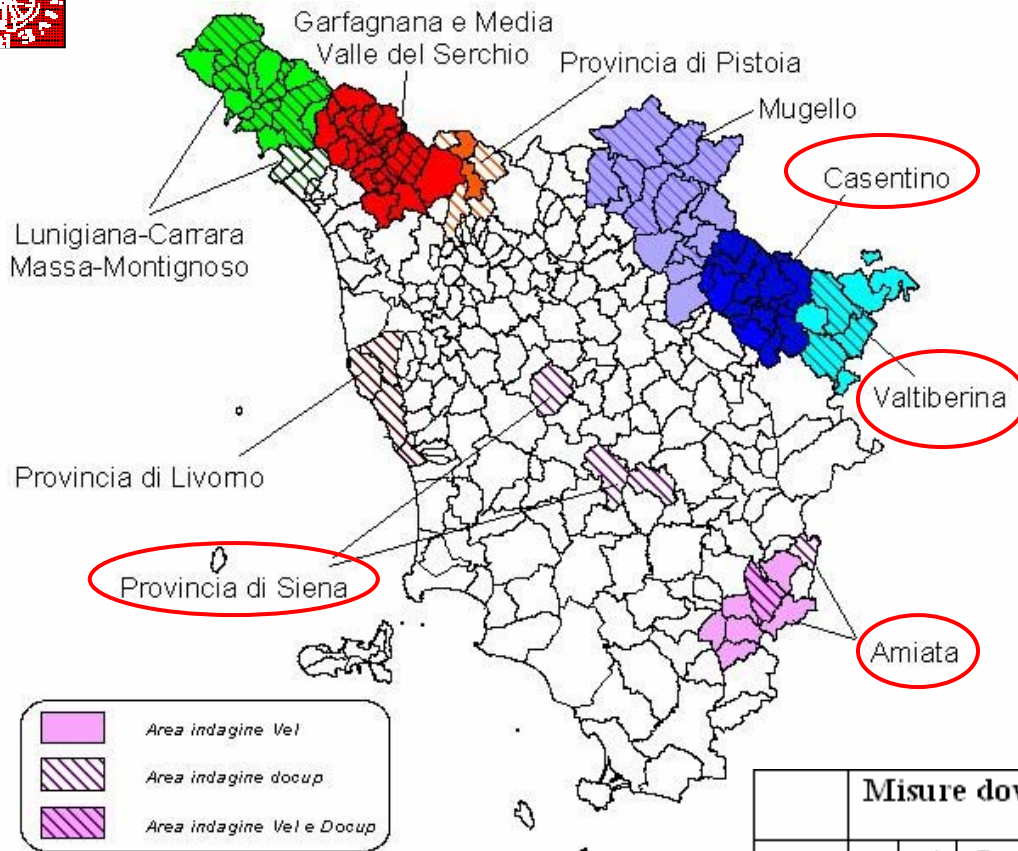 Garfagnana e Media
Valle del Serchio
Provincia di Pistoia
Mugello
Casentino
Lunigiana-Carrara
Massa-Montignoso
Valtiberina
Provincia di Livorno
Provincia di Siena
Amiata
Area indagine Vel
Area indagine docup
Area indagine Vel e Docup
Misure dov